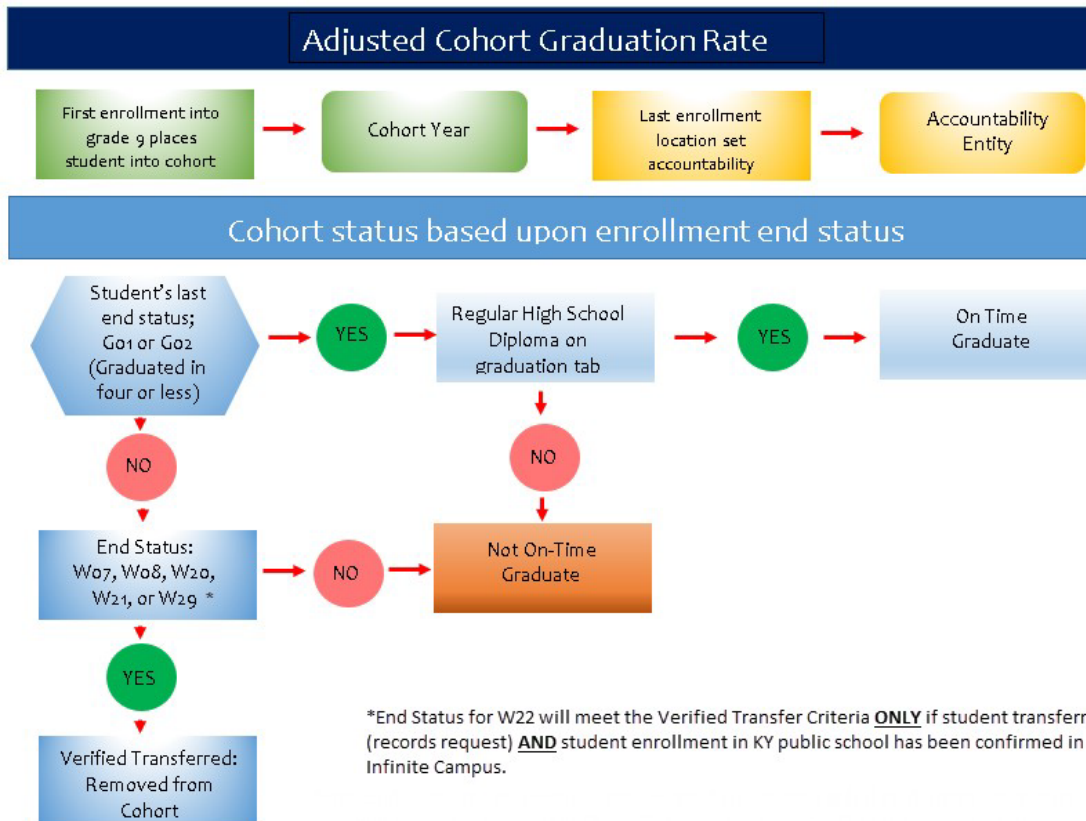 Adjusted Cohort Graduation Rate
First enrollment into
grade 9 places
student into cohort
Cohort Year
Last enrollment
location set
accountability
Accountability
Entity
Cohort status based upon enrollment end status
Student's last
end status;
G01 or G02
(Graduated in
four or less)
YES
Regular High School
Diploma on
graduation tab
YES
On Time
Graduate
NO
NO
End Status:
W07, W08, W20,
W21, or W29 *
NO
Not On-Time
Graduate
YES
Verified Transferred:
Removed from
Cohort
*End Status for W22 will meet the Verified Transfer Criteria ONLY if student transferr
(records request) AND student enrollment in KY public school has been confirmed in
Infinite Campus.